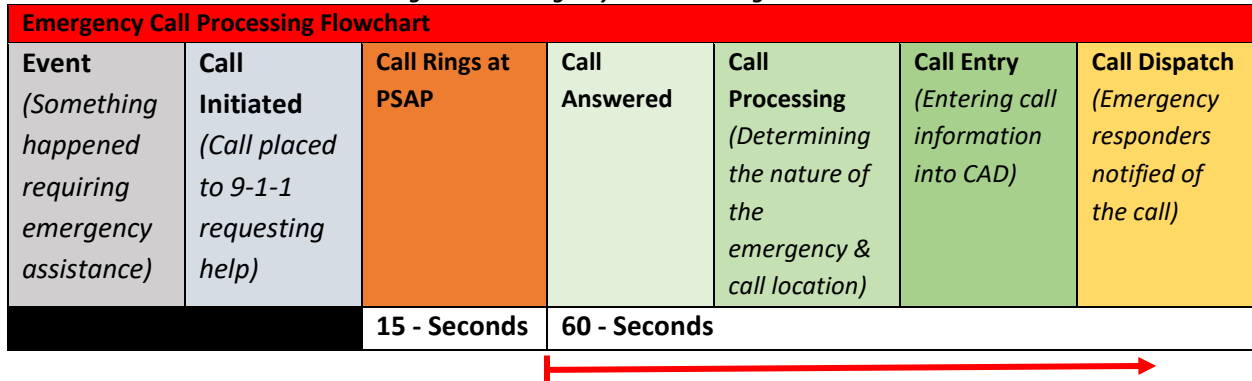 Emergency Call Processing Flowchart
Event
(Something
happened
requiring
emergency
assistance)
Call
Initiated
(Call placed
to 9-1-1
requesting
help)
Call Rings at
PSAP
Call
Answered
Call
Processing
(Determining
the nature of
the
emergency &
call location)
Call Entry
(Entering call
information
into CAD)
Call Dispatch
(Emergency
responders
notified of
the call)
15 - Seconds
60 - Seconds